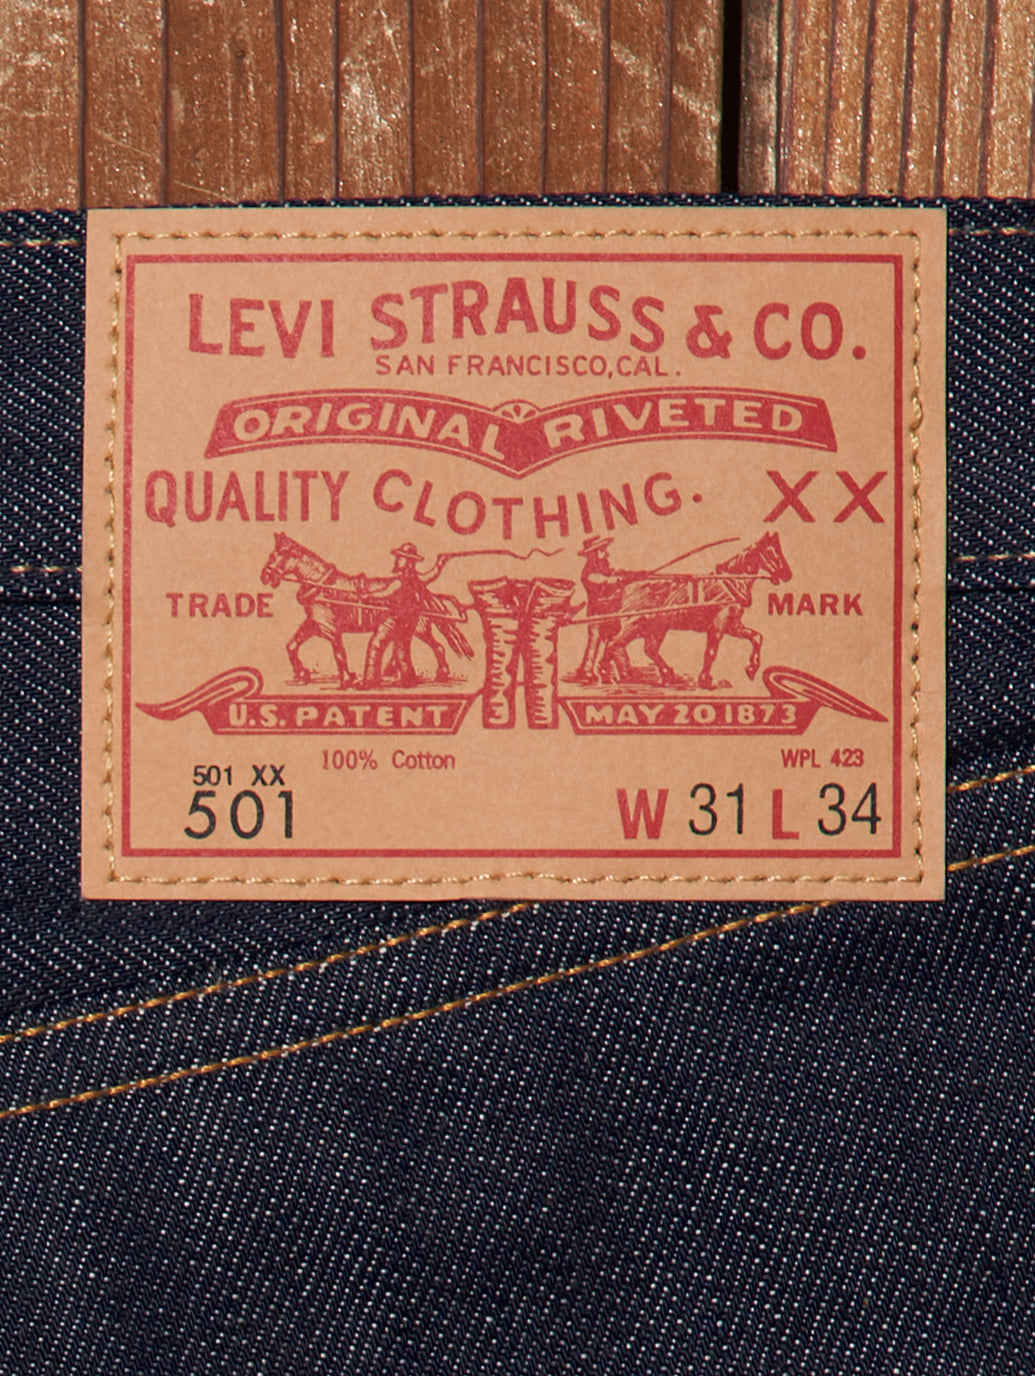 LEVI STRAUSS & CO.
SAN FRANCISCO, CAL.
ORIGINAL RIVETED
QUALITY CLOTHING. XX
TRADE MARK
U.S. PATENT MAY 20 1873
100% Cotton WPL 423
501 XX
501 W 31 L 34